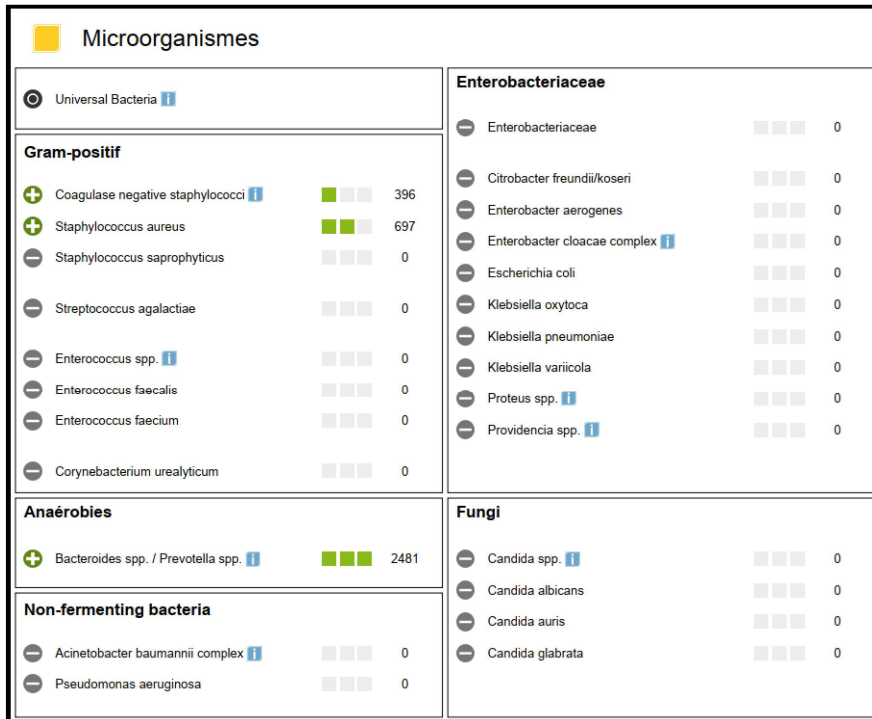 Microorganismes
Universal Bacteria i
Gram-positif
Coagulase negative staphylococci i 396
Staphylococcus aureus 697
Staphylococcus saprophyticus 0
Streptococcus agalactiae 0
Enterococcus spp. i 0
Enterococcus faecalis 0
Enterococcus faecium 0
Corynebacterium urealyticum 0
Anaérobies
Bacteroides spp. / Prevotella spp. i 2481
Non-fermenting bacteria
Acinetobacter baumannii complex i 0
Pseudomonas aeruginosa 0
Enterobacteriaceae
Enterobacteriaceae 0
Citrobacter freundii/koseri 0
Enterobacter aerogenes 0
Enterobacter cloacae complex i 0
Escherichia coli 0
Klebsiella oxytoca 0
Klebsiella pneumoniae 0
Klebsiella variicola 0
Proteus spp. i 0
Providencia spp. i 0
Fungi
Candida spp. i 0
Candida albicans 0
Candida auris 0
Candida glabrata 0